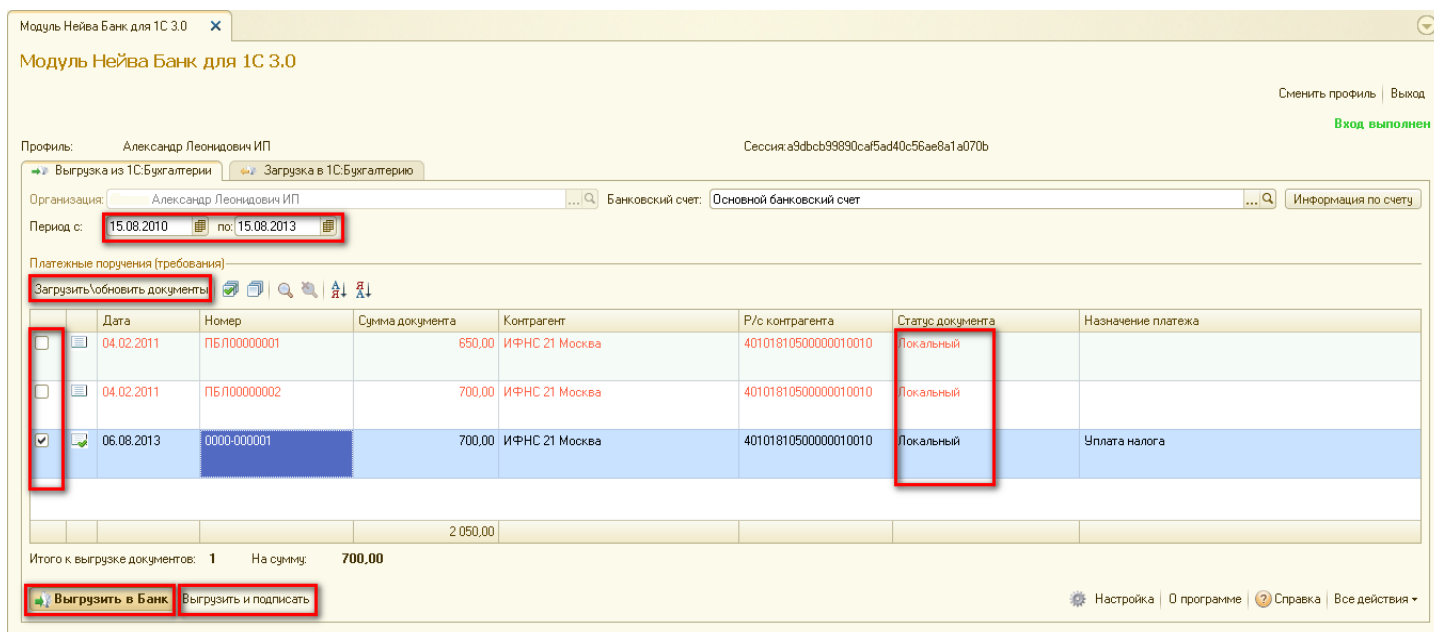 Модуль Нейва Банк для 1С 3.0
Модуль Нейва Банк для 1С 3.0
Сменить профиль Выход
Вход выполнен
Профиль: Александр Леонидович ИП Сессия:a9dbcb99890caf5ad40c56ae8a1a070b
Выгрузка из 1С:Бухгалтерии Загрузка в 1С:Бухгалтерию
Организация: Александр Леонидович ИП ... Банковский счет: Основной банковский счет ... Информация по счету
Период с: 15.08.2010 по: 15.08.2013
Платежные поручения (требования)
Загрузить\обновить документы
Дата Номер Сумма документа Контрагент Р/с контрагента Статус документа Назначение платежа
04.02.2011 ПБЛ00000001 650,00 ИФНС 21 Москва 40101810500000010010 Локальный
04.02.2011 ПБЛ00000002 700,00 ИФНС 21 Москва 40101810500000010010 Локальный
06.08.2013 0000-000001 700,00 ИФНС 21 Москва 40101810500000010010 Локальный Уплата налога
2 050,00
Итого к выгрузке документов: 1 На сумму: 700,00
Выгрузить в Банк Выгрузить и подписать Настройка О программе Справка Все действия